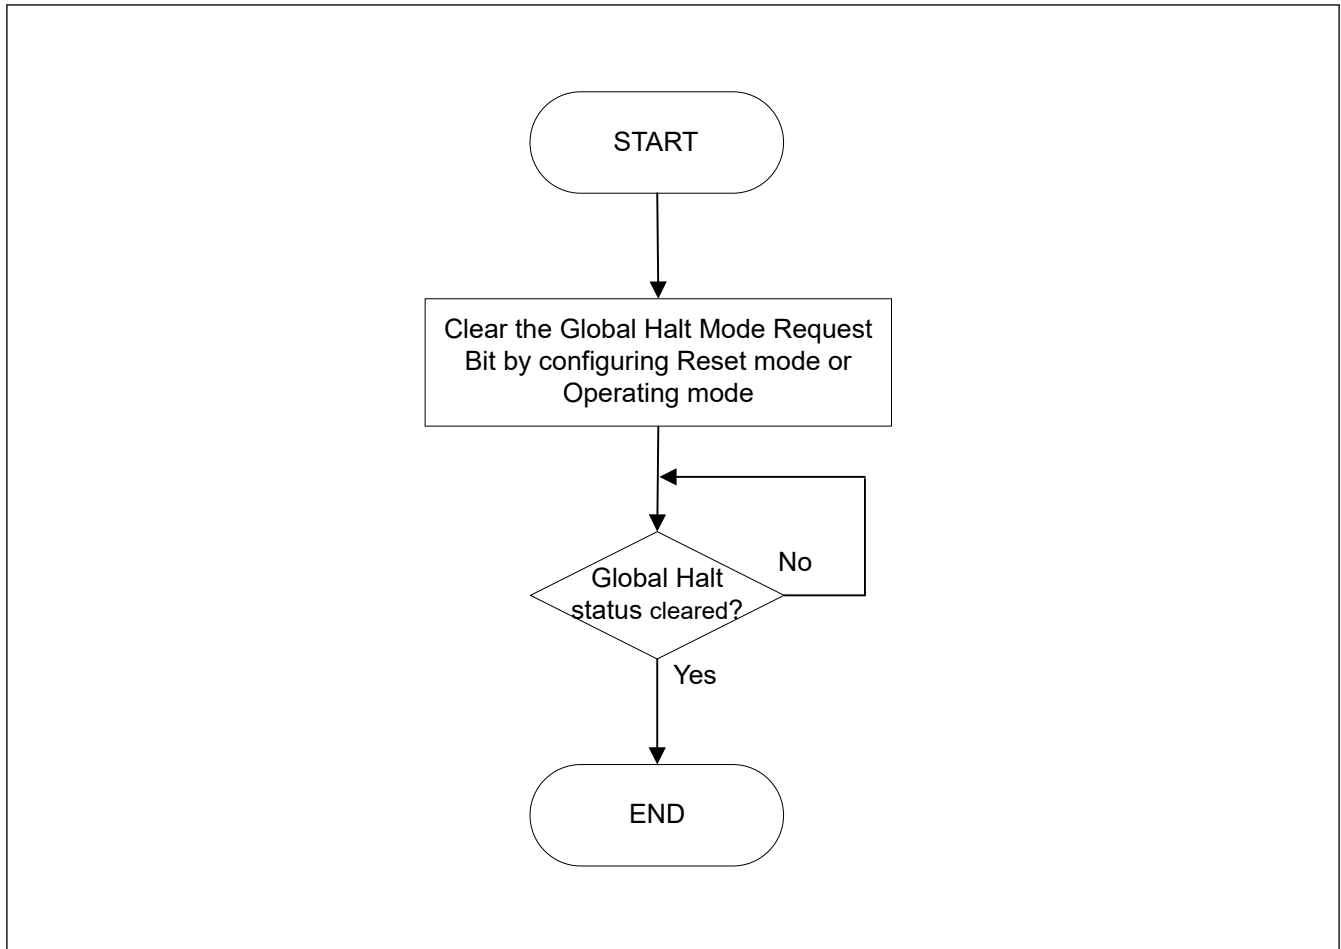 START
Clear the Global Halt Mode Request
Bit by configuring Reset mode or
Operating mode
No
Global Halt
status cleared?
Yes
END